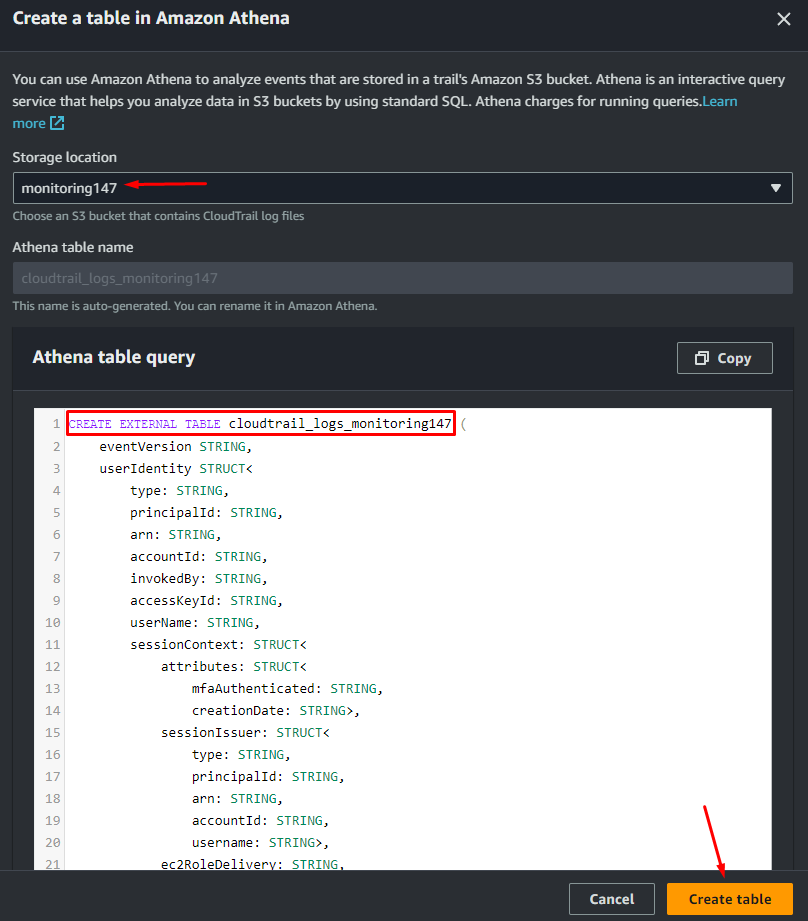 Create a table in Amazon Athena
You can use Amazon Athena to analyze events that are stored in a trail's Amazon S3 bucket. Athena is an interactive query
service that helps you analyze data in S3 buckets by using standard SQL. Athena charges for running queries.Learn
more
Storage location
monitoring147
Choose an S3 bucket that contains CloudTrail log files
Athena table name
cloudtrail_logs_monitoring147
This name is auto-generated. You can rename it in Amazon Athena.
Athena table query
Copy
1 CREATE EXTERNAL TABLE cloudtrail_logs_monitoring147 (
2 eventVersion STRING,
3 userIdentity STRUCT<
4 type: STRING,
5 principalId: STRING,
6 arn: STRING,
7 accountId: STRING,
8 invokedBy: STRING,
9 accessKeyId: STRING,
10 userName: STRING,
11 sessionContext: STRUCT<
12 attributes: STRUCT<
13 mfaAuthenticated: STRING,
14 creationDate: STRING>,
15 sessionIssuer: STRUCT<
16 type: STRING,
17 principalId: STRING,
18 arn: STRING,
19 accountId: STRING,
20 username: STRING>,
21 ec2RoleDelivery: STRING,
Cancel
Create table